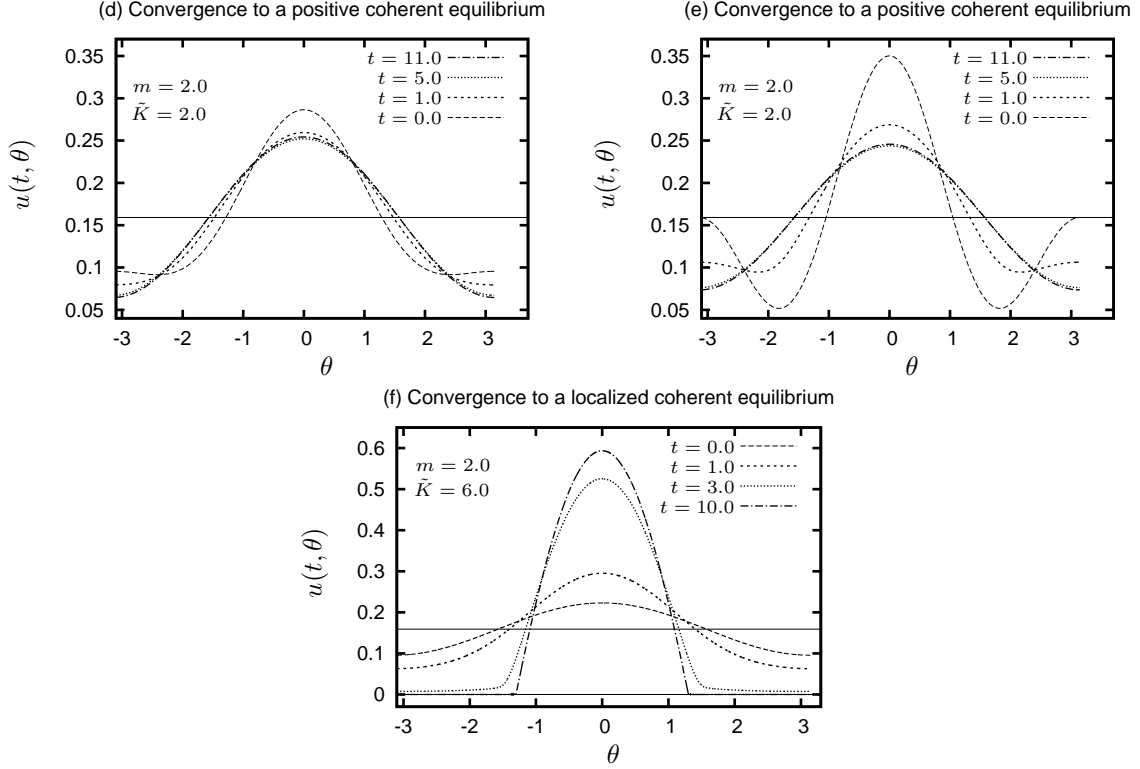 (d) Convergence to a positive coherent equilibrium
0.35
0.3
0.25
0.2
0.15
0.1
0.05
u(t, θ)
m = 2.0
K̃ = 2.0
t = 11.0
t = 5.0
t = 1.0
t = 0.0
-3 -2 -1 0 1 2 3
θ
(e) Convergence to a positive coherent equilibrium
0.35
0.3
0.25
0.2
0.15
0.1
0.05
u(t, θ)
m = 2.0
K̃ = 2.0
t = 11.0
t = 5.0
t = 1.0
t = 0.0
-3 -2 -1 0 1 2 3
θ
(f) Convergence to a localized coherent equilibrium
0.6
0.5
0.4
0.3
0.2
0.1
0
u(t, θ)
m = 2.0
K̃ = 6.0
t = 0.0
t = 1.0
t = 3.0
t = 10.0
-3 -2 -1 0 1 2 3
θ